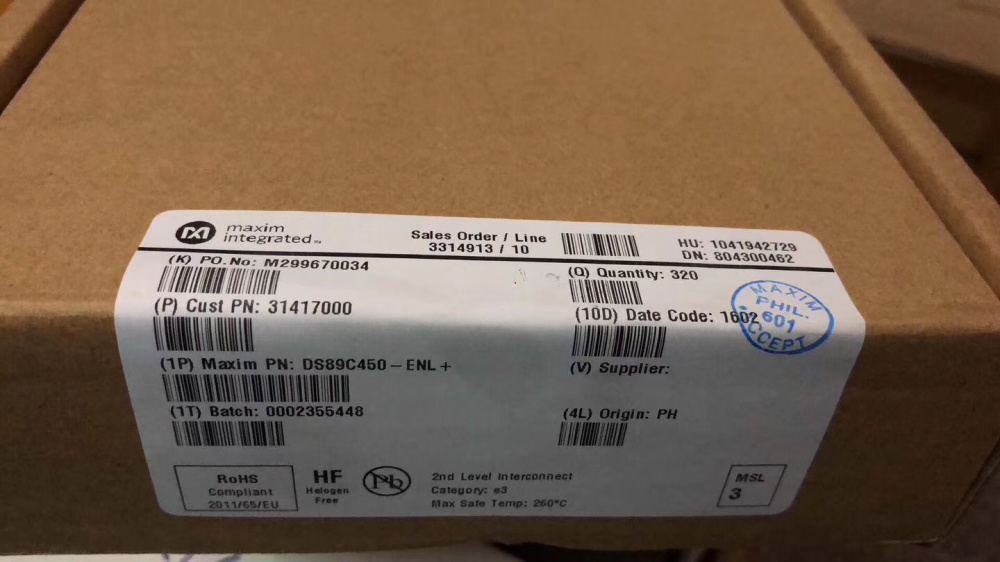 maxim
integrated™
Sales Order / Line
3314913 / 10
HU: 1041942729
DN: 804300462
(K) PO.No: M299670034
(Q) Quantity: 320
(P) Cust PN: 31417000
(10D) Date Code: 1602
MAXIM
PHIL.
601
CCEPT
(1P) Maxim PN: DS89C450-ENL+
(V) Supplier:
(1T) Batch: 0002355448
(4L) Origin: PH
RoHS
Compliant
2011/65/EU
HF
Halogen
Free
Pb
2nd Level Interconnect
Category: e3
Max Safe Temp: 260°C
MSL
3